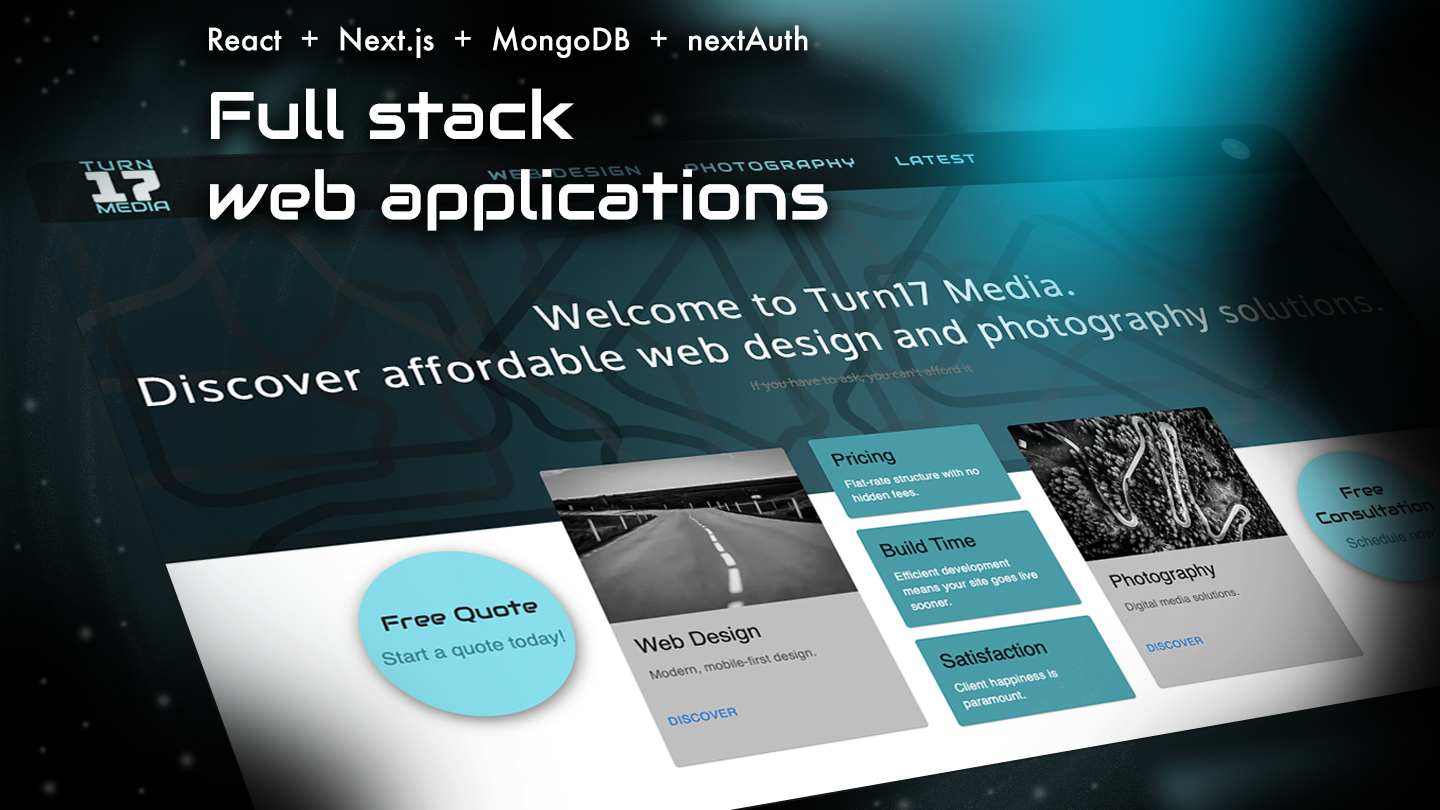 React + Next.js + MongoDB + nextAuth
Full stack
web applications
TURN
17
MEDIA
WEB DESIGN
PHOTOGRAPHY
LATEST
Welcome to Turn17 Media.
Discover affordable web design and photography solutions.
If you have to ask, you can't afford it
Free Quote
Start a quote today!
Web Design
Modern, mobile-first design.
DISCOVER
Pricing
Flat-rate structure with no
hidden fees.
Build Time
Efficient development
means your site goes live
sooner.
Satisfaction
Client happiness is
paramount.
Photography
Digital media solutions.
DISCOVER
Free
Consultation
Schedule now